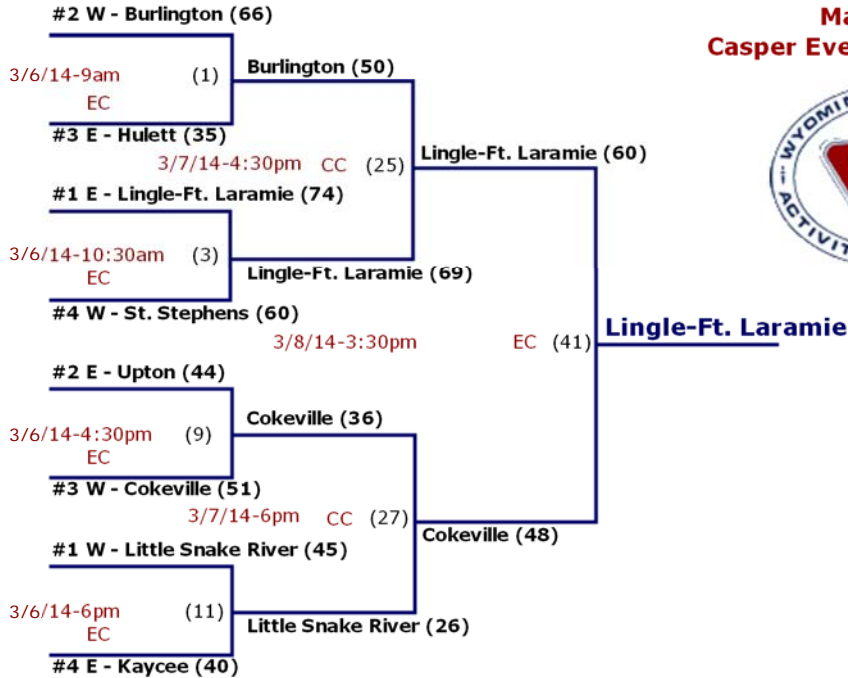 #2 W - Burlington (66)
Ma
Casper Eve
3/6/14-9am (1)
EC
Burlington (50)
#3 E - Hulett (35)
3/7/14-4:30pm CC (25)
Lingle-Ft. Laramie (60)
#1 E - Lingle-Ft. Laramie (74)
3/6/14-10:30am (3)
EC
Lingle-Ft. Laramie (69)
#4 W - St. Stephens (60)
3/8/14-3:30pm EC (41)
Lingle-Ft. Laramie
#2 E - Upton (44)
Cokeville (36)
3/6/14-4:30pm (9)
EC
#3 W - Cokeville (51)
3/7/14-6pm CC (27)
Cokeville (48)
#1 W - Little Snake River (45)
3/6/14-6pm (11)
EC
Little Snake River (26)
#4 E - Kaycee (40)
WYOMIN
ACTIVIT